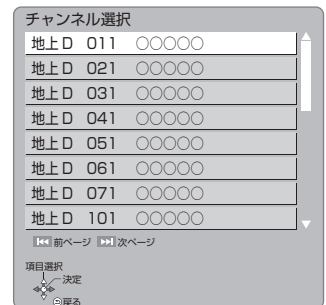 チャンネル選択
地上D 011 ○○○○○
地上D 021 ○○○○○
地上D 031 ○○○○○
地上D 041 ○○○○○
地上D 051 ○○○○○
地上D 061 ○○○○○
地上D 071 ○○○○○
地上D 101 ○○○○○
前ページ 次ページ
項目選択
決定
戻る